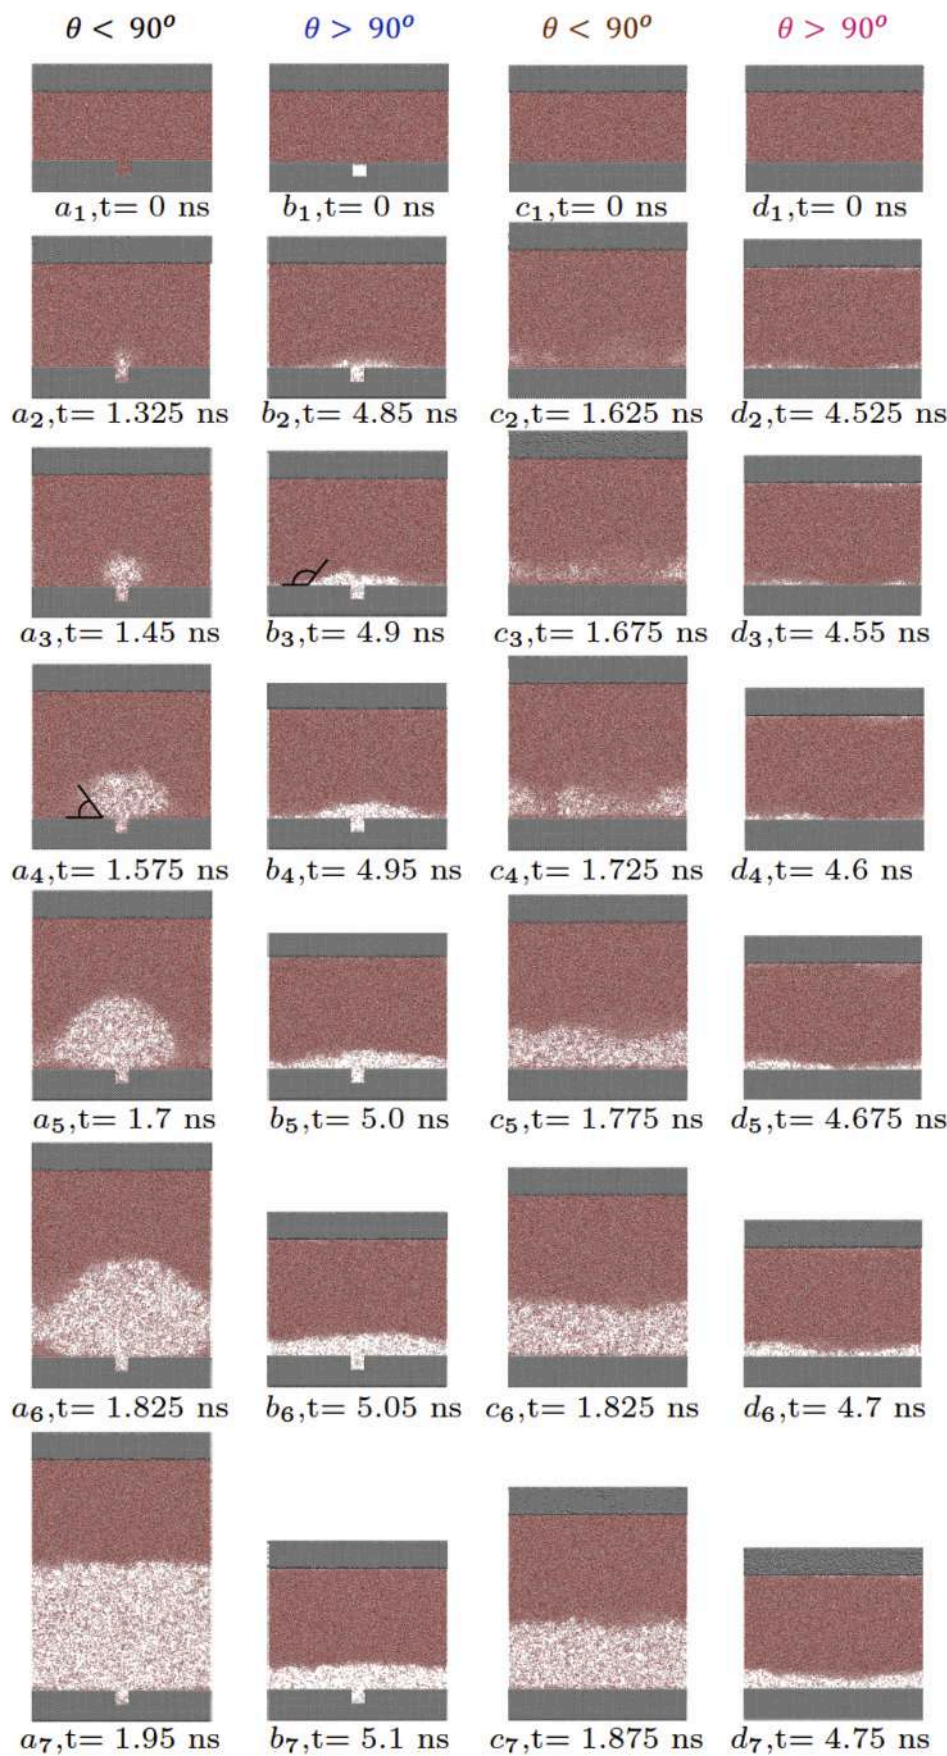 θ < 90º θ > 90º θ < 90º θ > 90º
a₁,t= 0 ns b₁,t= 0 ns c₁,t= 0 ns d₁,t= 0 ns
a₂,t= 1.325 ns b₂,t= 4.85 ns c₂,t= 1.625 ns d₂,t= 4.525 ns
a₃,t= 1.45 ns b₃,t= 4.9 ns c₃,t= 1.675 ns d₃,t= 4.55 ns
a₄,t= 1.575 ns b₄,t= 4.95 ns c₄,t= 1.725 ns d₄,t= 4.6 ns
a₅,t= 1.7 ns b₅,t= 5.0 ns c₅,t= 1.775 ns d₅,t= 4.675 ns
a₆,t= 1.825 ns b₆,t= 5.05 ns c₆,t= 1.825 ns d₆,t= 4.7 ns
a₇,t= 1.95 ns b₇,t= 5.1 ns c₇,t= 1.875 ns d₇,t= 4.75 ns